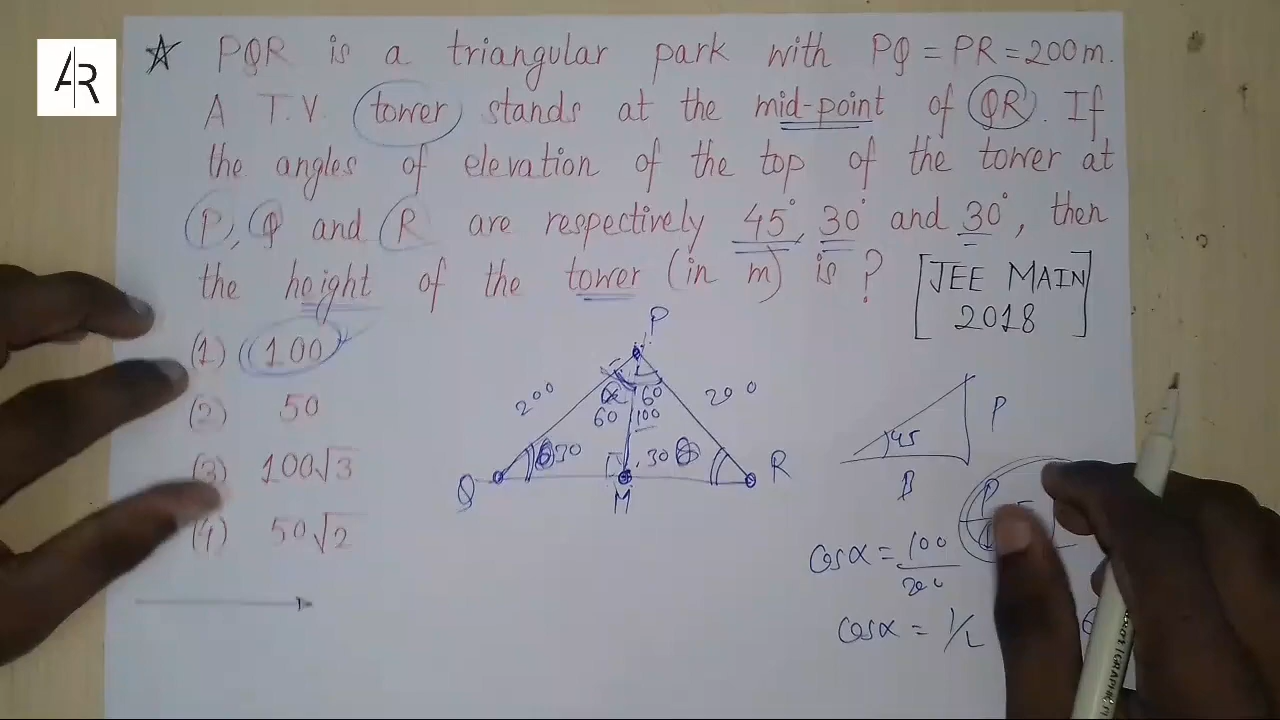 AR
PQR is a triangular park with PQ = PR = 200 m.
A T.V. tower stands at the mid-point of QR. If
the angles of elevation of the top of the tower at
P, Q and R are respectively 45°, 30° and 30°, then
the height of the tower (in m) is ?
[JEE MAIN
2018]
(1) 100
(2) 50
(3) 100√3
(4) 50√2
P
200
200
α 60
60 100
θ30
30 θ
Q
M
R
45
P
B
P
cosα = 100/200
cosα = 1/2